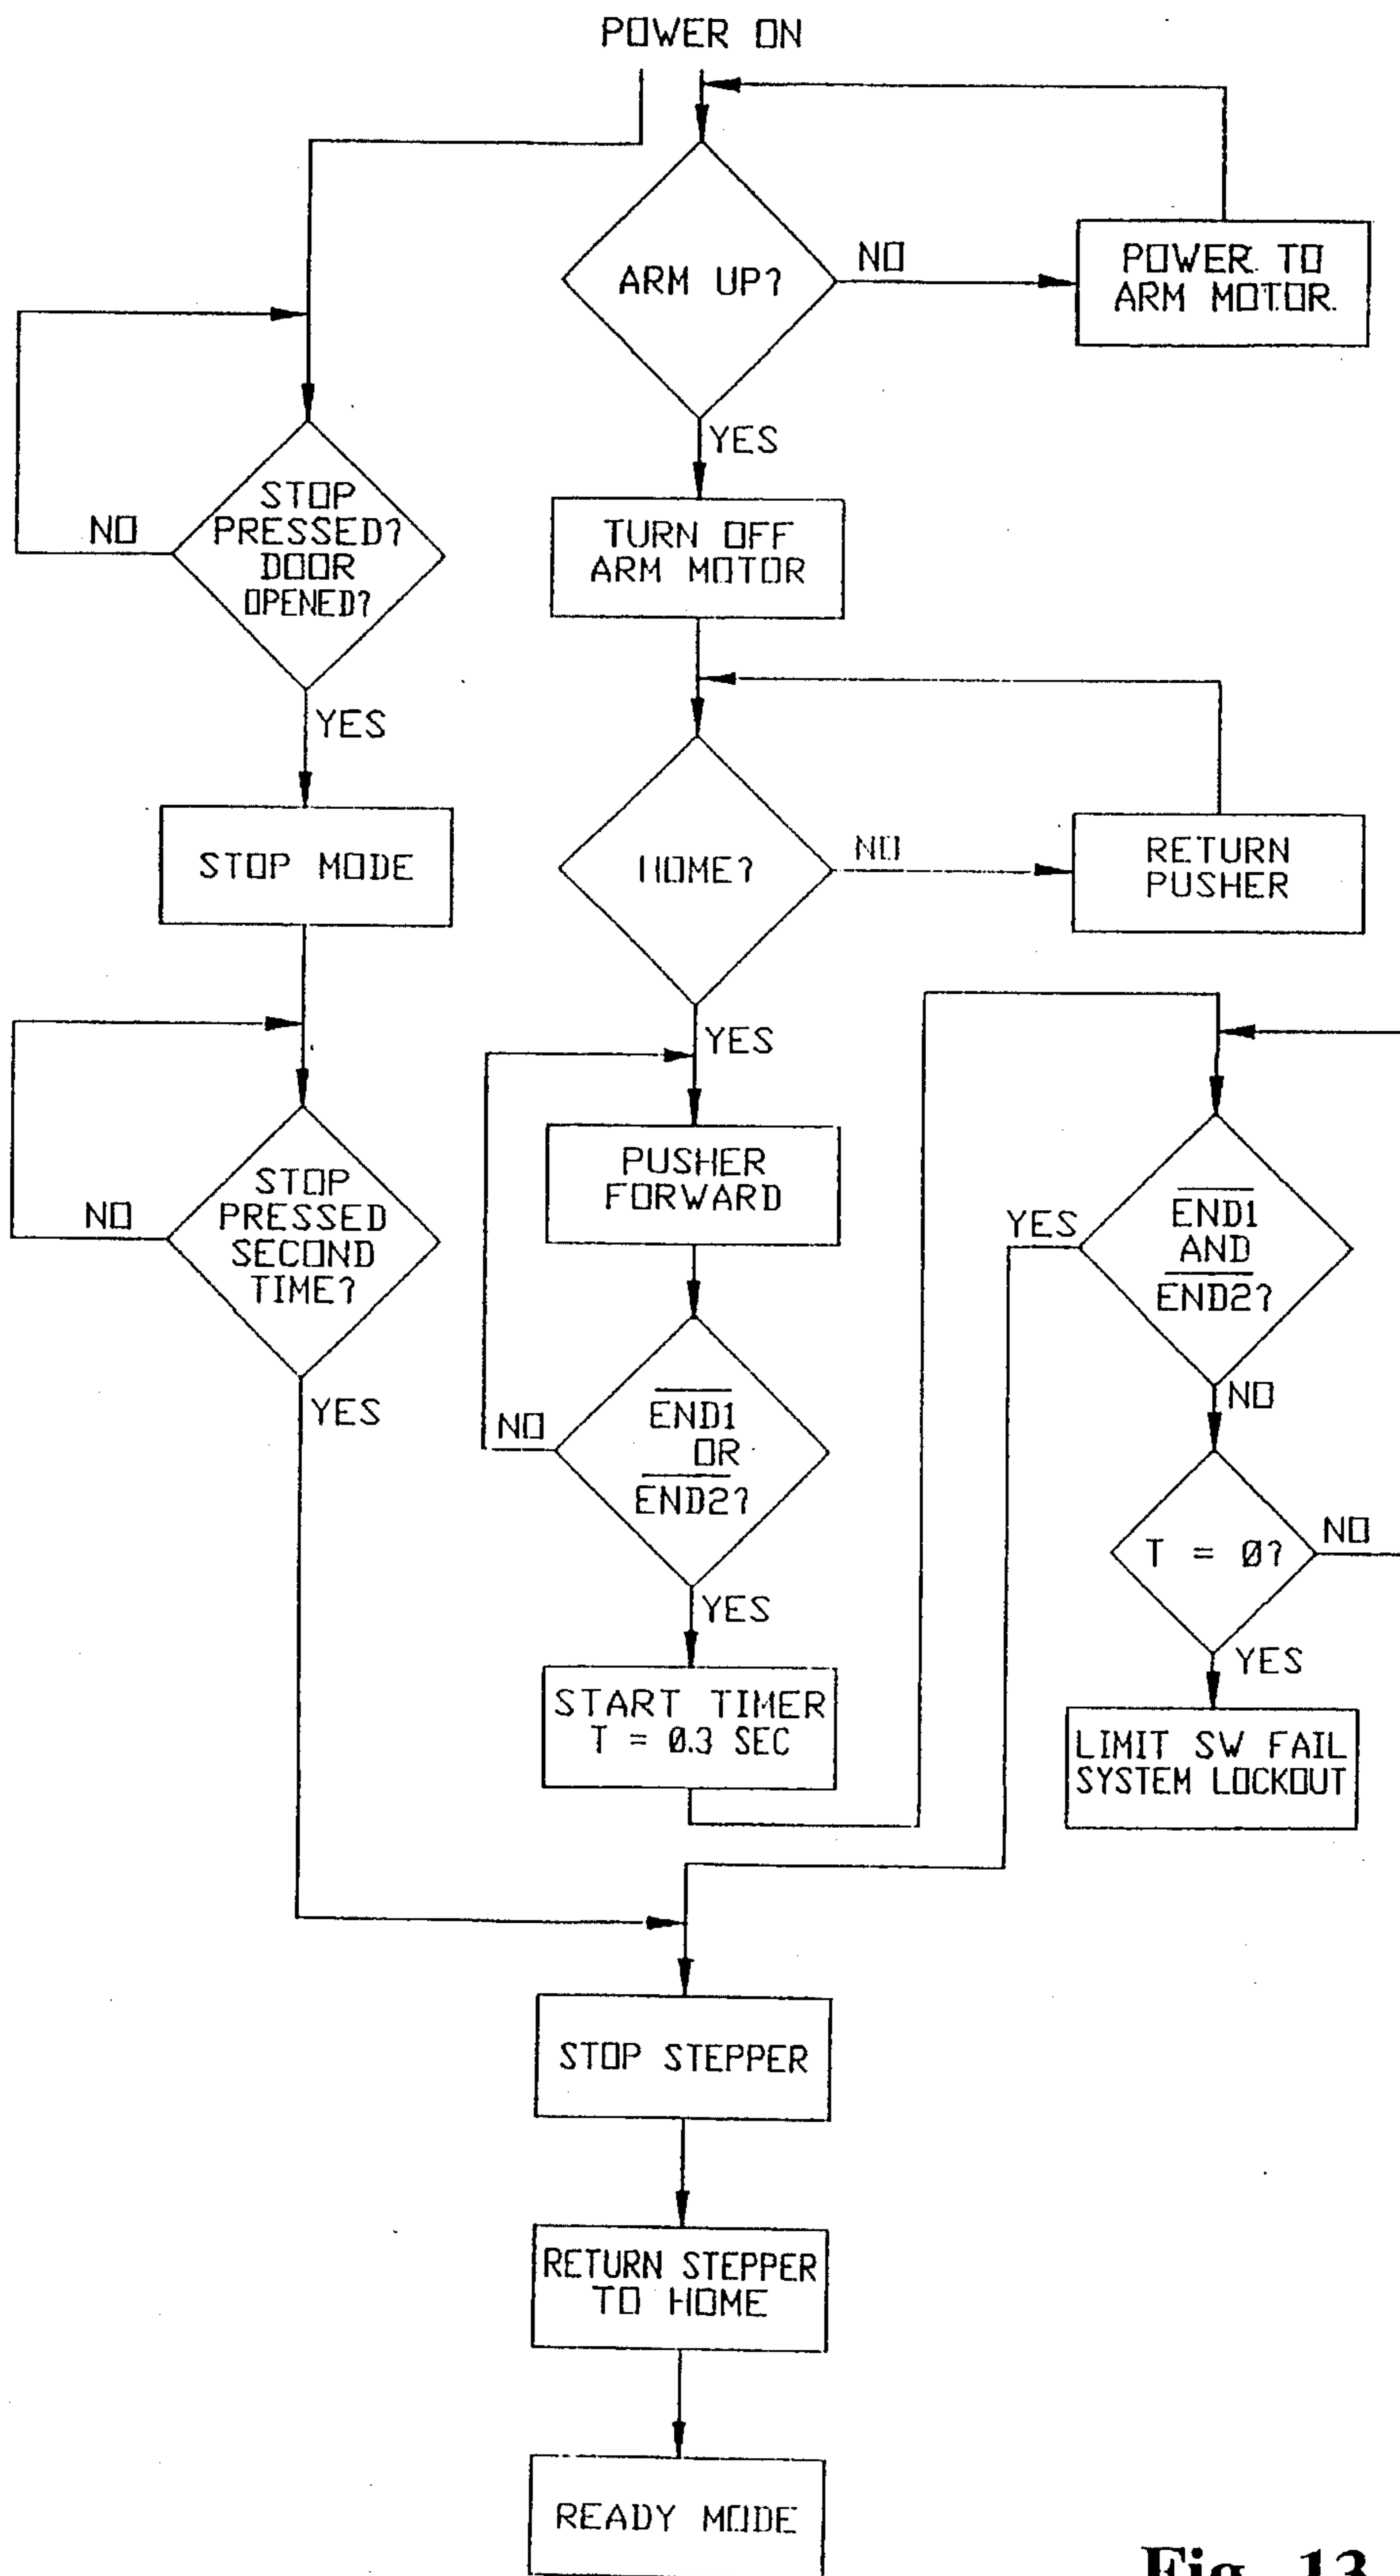 POWER ON
ARM UP?
NO
POWER TO
ARM MOTOR
YES
STOP
PRESSED?
DOOR
OPENED?
NO
TURN OFF
ARM MOTOR
YES
STOP MODE
HOME?
NO
RETURN
PUSHER
YES
STOP
PRESSED
SECOND
TIME?
NO
PUSHER
FORWARD
YES
END1
AND
END2?
NO
YES
NO
END1
OR
END2?
T = 0?
NO
YES
YES
START TIMER
T = 0.3 SEC
LIMIT SW FAIL
SYSTEM LOCKOUT
STOP STEPPER
RETURN STEPPER
TO HOME
READY MODE
Fig. 13